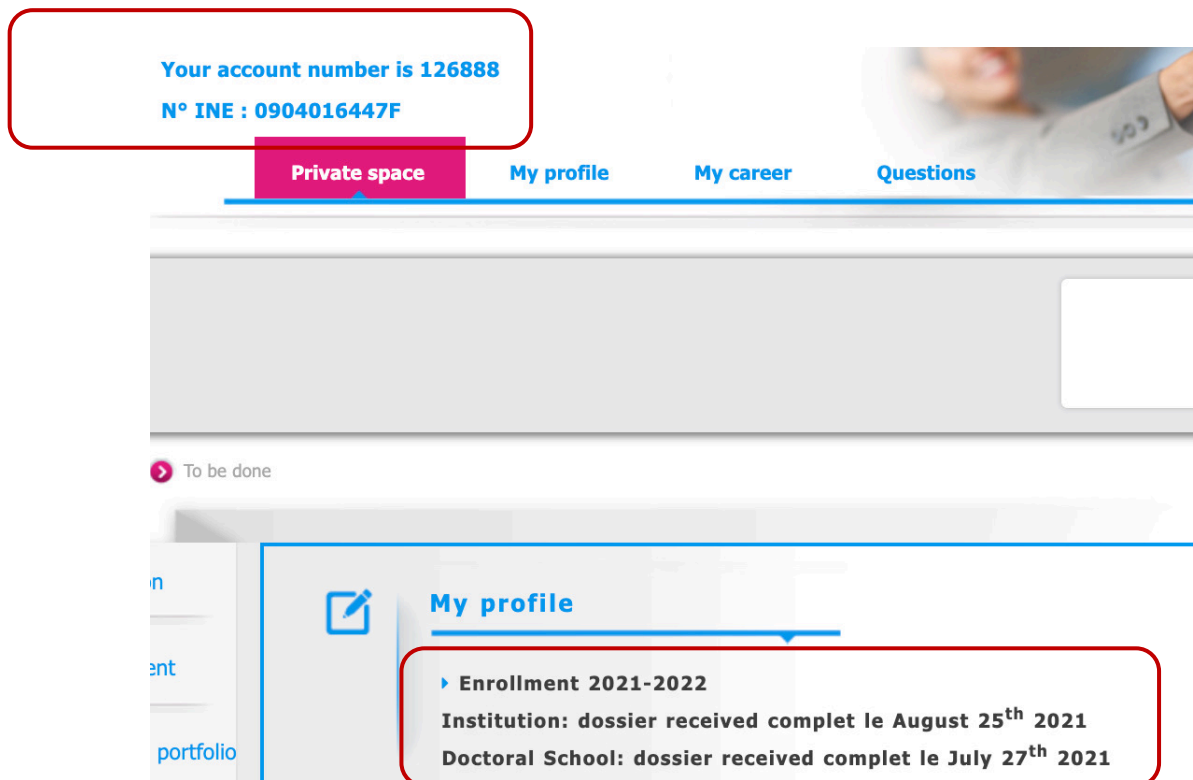 Your account number is 126888
N° INE : 0904016447F
Private space My profile My career Questions
To be done
on
ent
portfolio
My profile
Enrollment 2021-2022
Institution: dossier received complet le August 25th 2021
Doctoral School: dossier received complet le July 27th 2021